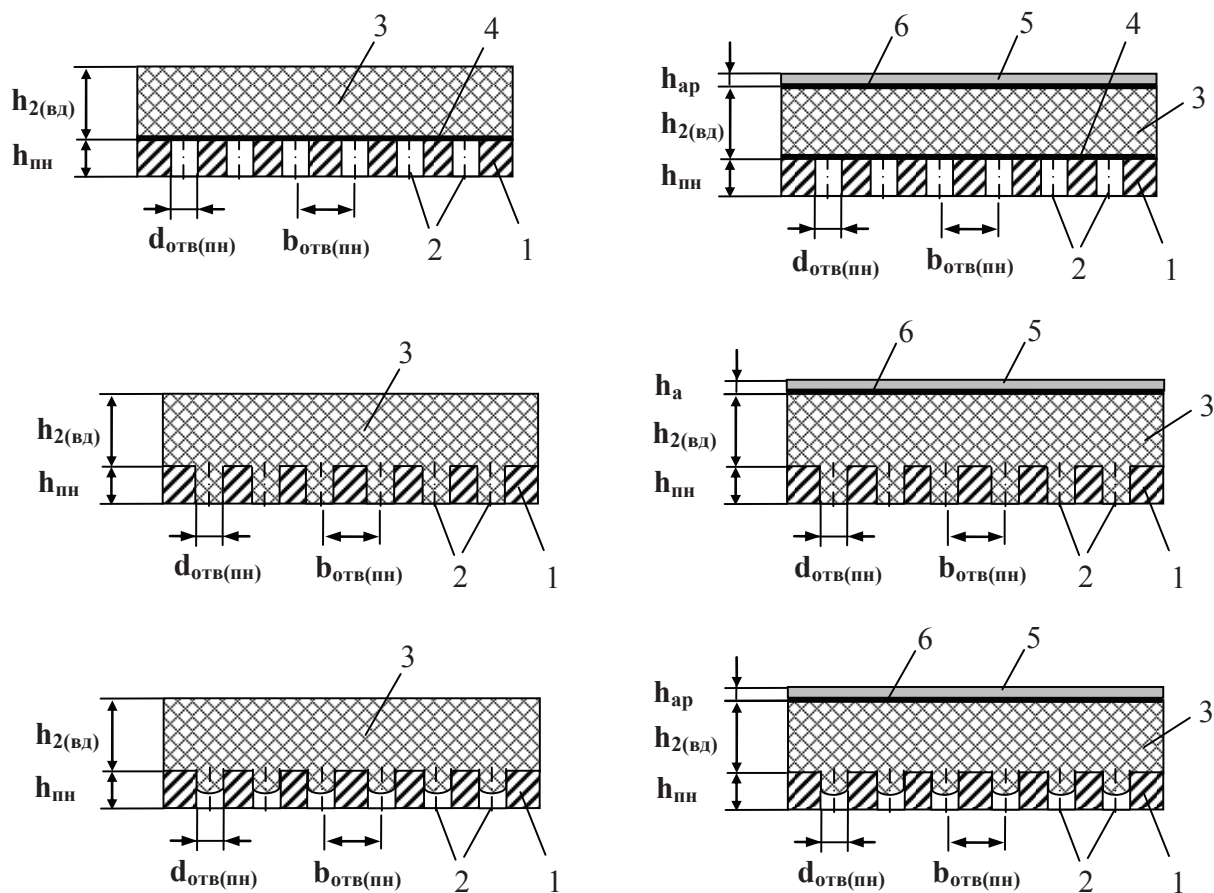 3 4
h2(вд)
hпн
dотв(пн) bотв(пн) 2 1
6 5 4
hар
3
h2(вд)
hпн
dотв(пн) bотв(пн) 2 1
3
h2(вд)
hпн
dотв(пн) bотв(пн) 2 1
6 5
hа
3
h2(вд)
hпн
dотв(пн) bотв(пн) 2 1
3
h2(вд)
hпн
dотв(пн) bотв(пн) 2 1
6 5
hар
3
h2(вд)
hпн
dотв(пн) bотв(пн) 2 1